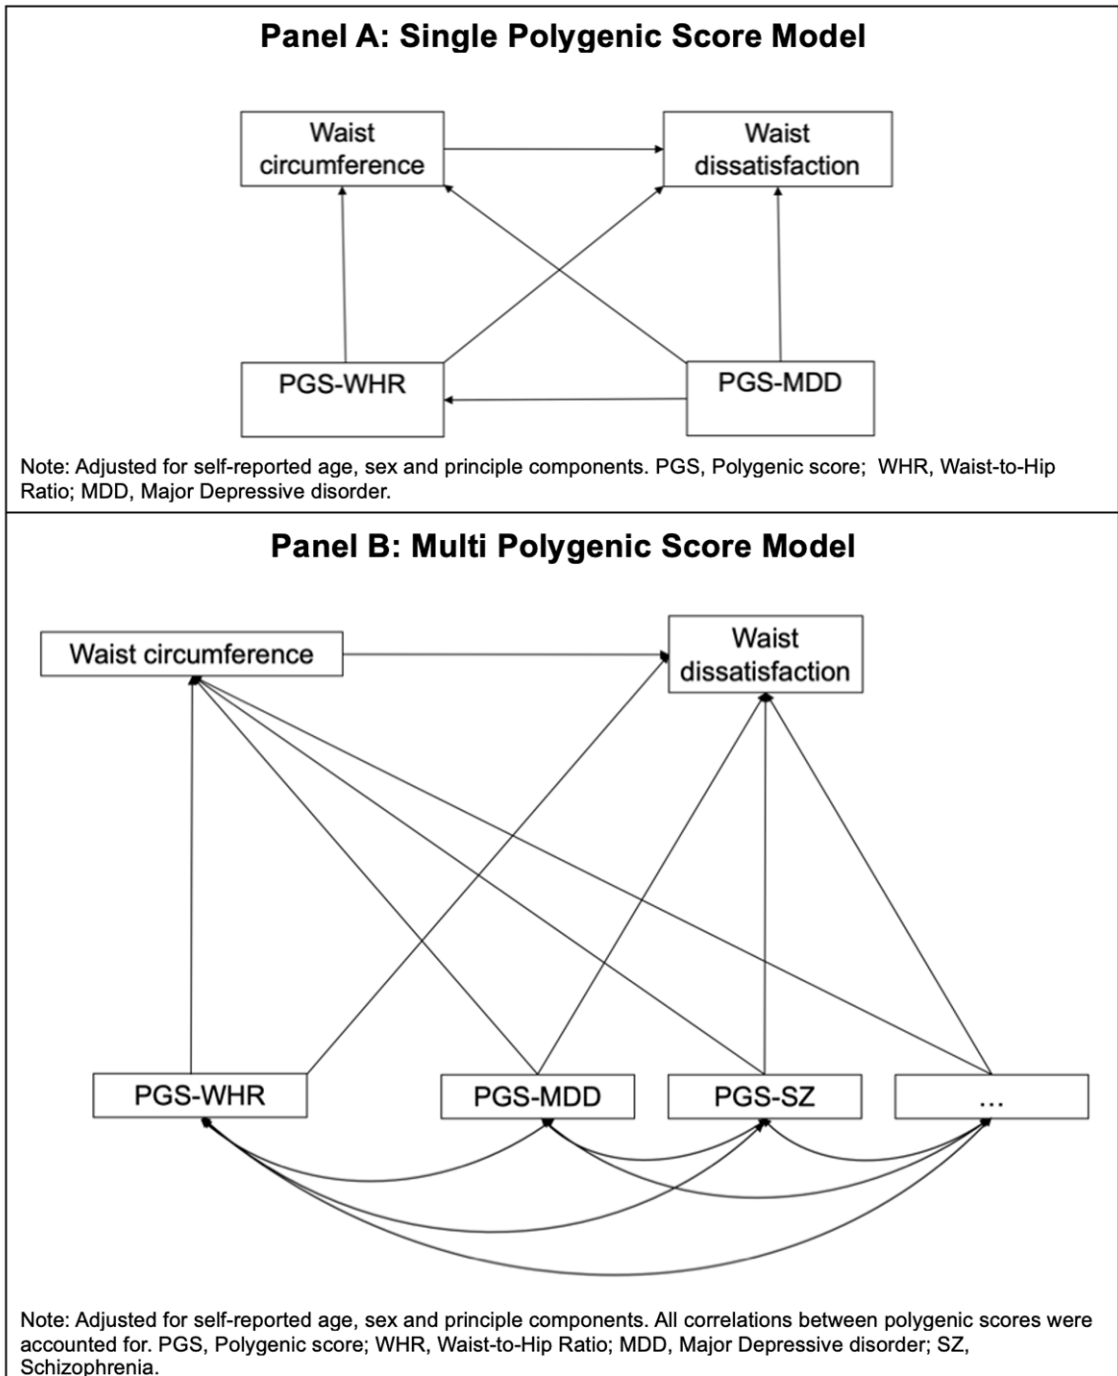 Panel A: Single Polygenic Score Model
Waist
circumference
Waist
dissatisfaction
PGS-WHR
PGS-MDD
Note: Adjusted for self-reported age, sex and principle components. PGS, Polygenic score;  WHR, Waist-to-Hip
Ratio; MDD, Major Depressive disorder.
Panel B: Multi Polygenic Score Model
Waist circumference
Waist
dissatisfaction
PGS-WHR
PGS-MDD
PGS-SZ
...
Note: Adjusted for self-reported age, sex and principle components. All correlations between polygenic scores were
accounted for. PGS, Polygenic score; WHR, Waist-to-Hip Ratio; MDD, Major Depressive disorder; SZ,
Schizophrenia.